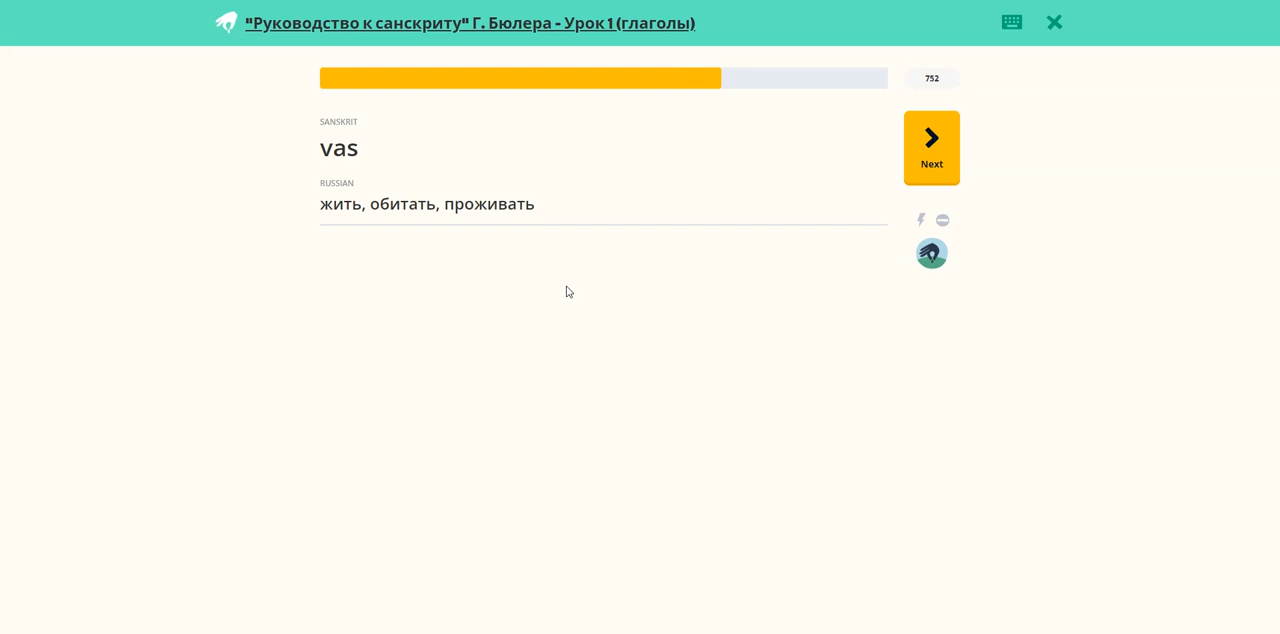 "Руководство к санскриту" Г. Бюлера - Урок 1 (глаголы)
752
SANSKRIT
vas
Next
RUSSIAN
жить, обитать, проживать